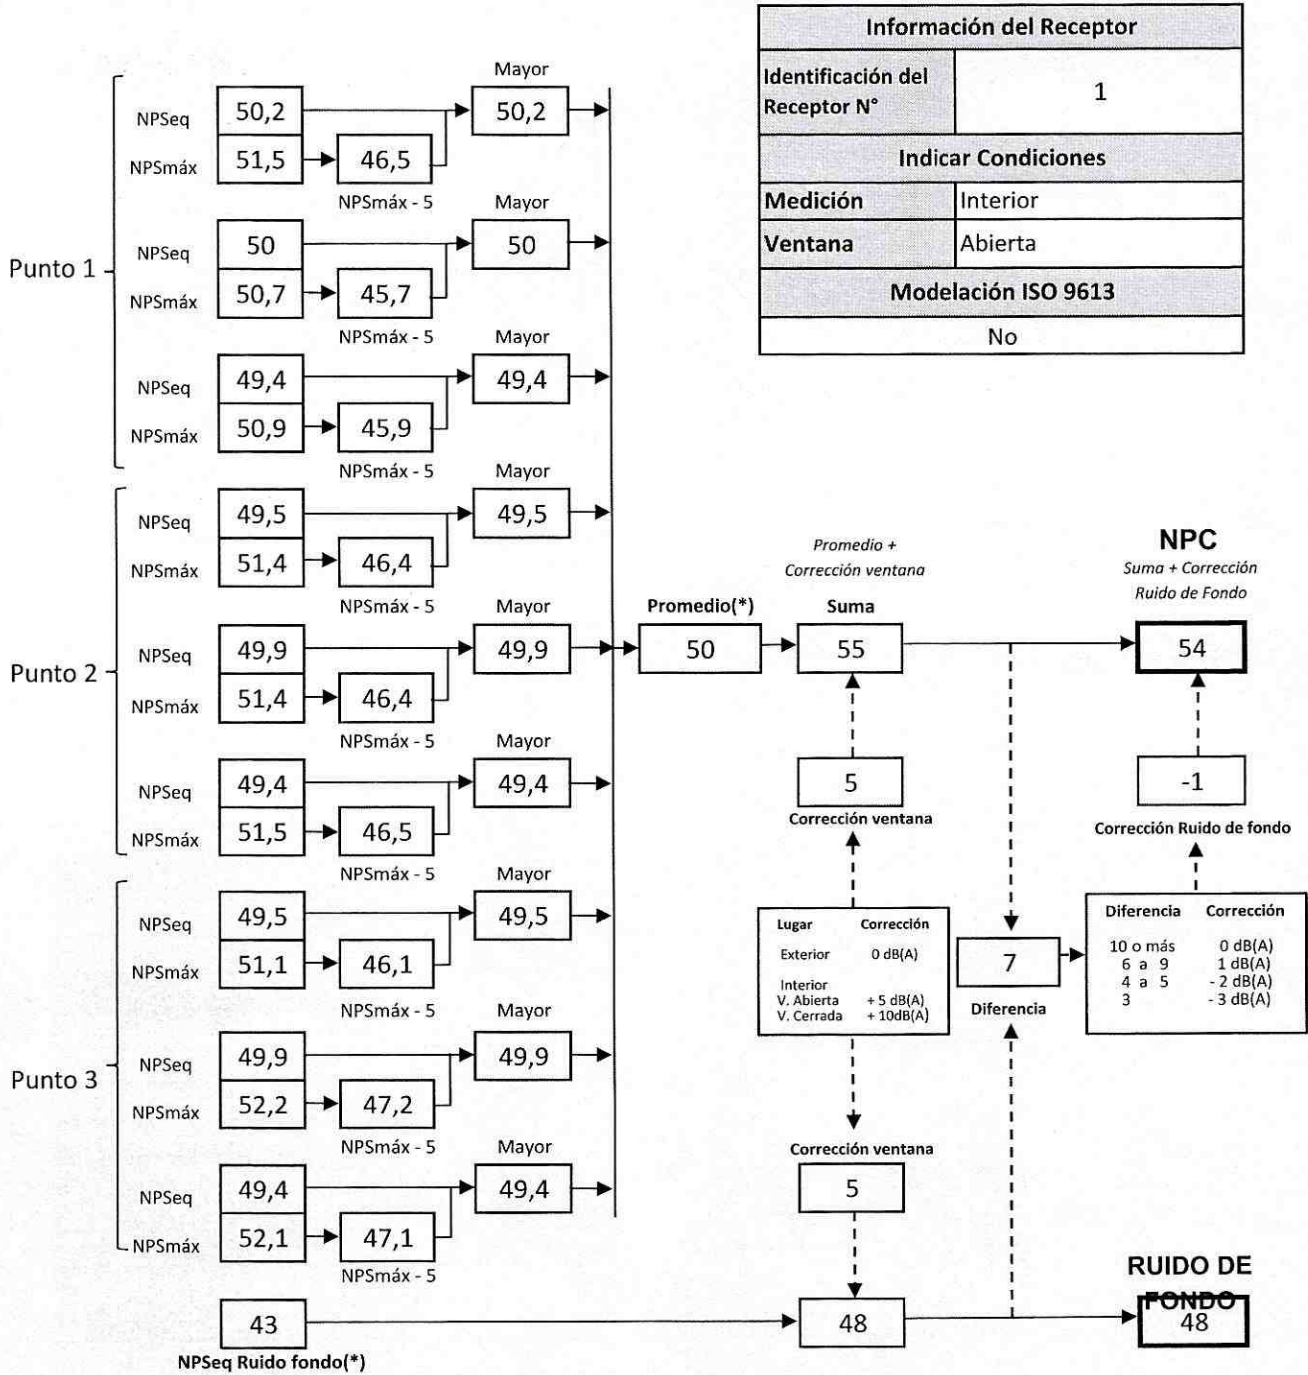 Información del Receptor
Identificación del
Receptor N°
1
Indicar Condiciones
Medición
Interior
Ventana
Abierta
Modelación ISO 9613
No
Punto 1
Mayor
NPSeq
50,2
50,2
NPSmáx
51,5
46,5
NPSmáx - 5
Mayor
NPSeq
50
50
NPSmáx
50,7
45,7
NPSmáx - 5
Mayor
NPSeq
49,4
49,4
NPSmáx
50,9
45,9
NPSmáx - 5
Punto 2
Mayor
NPSeq
49,5
49,5
NPSmáx
51,4
46,4
NPSmáx - 5
Mayor
NPSeq
49,9
49,9
NPSmáx
51,4
46,4
NPSmáx - 5
Mayor
NPSeq
49,4
49,4
NPSmáx
51,5
46,5
NPSmáx - 5
Punto 3
Mayor
NPSeq
49,5
49,5
NPSmáx
51,1
46,1
NPSmáx - 5
Mayor
NPSeq
49,9
49,9
NPSmáx
52,2
47,2
NPSmáx - 5
Mayor
NPSeq
49,4
49,4
NPSmáx
52,1
47,1
NPSmáx - 5
43
NPSeq Ruido fondo(*)
Promedio(*)
50
Promedio +
Corrección ventana
Suma
55
5
Corrección ventana
Lugar Corrección
Exterior 0 dB(A)
Interior
V. Abierta + 5 dB(A)
V. Cerrada + 10dB(A)
Corrección ventana
5
48
7
Diferencia
NPC
Suma + Corrección
Ruido de Fondo
54
-1
Corrección Ruido de fondo
Diferencia Corrección
10 o más 0 dB(A)
6 a 9 1 dB(A)
4 a 5 - 2 dB(A)
3 - 3 dB(A)
RUIDO DE
FONDO
48